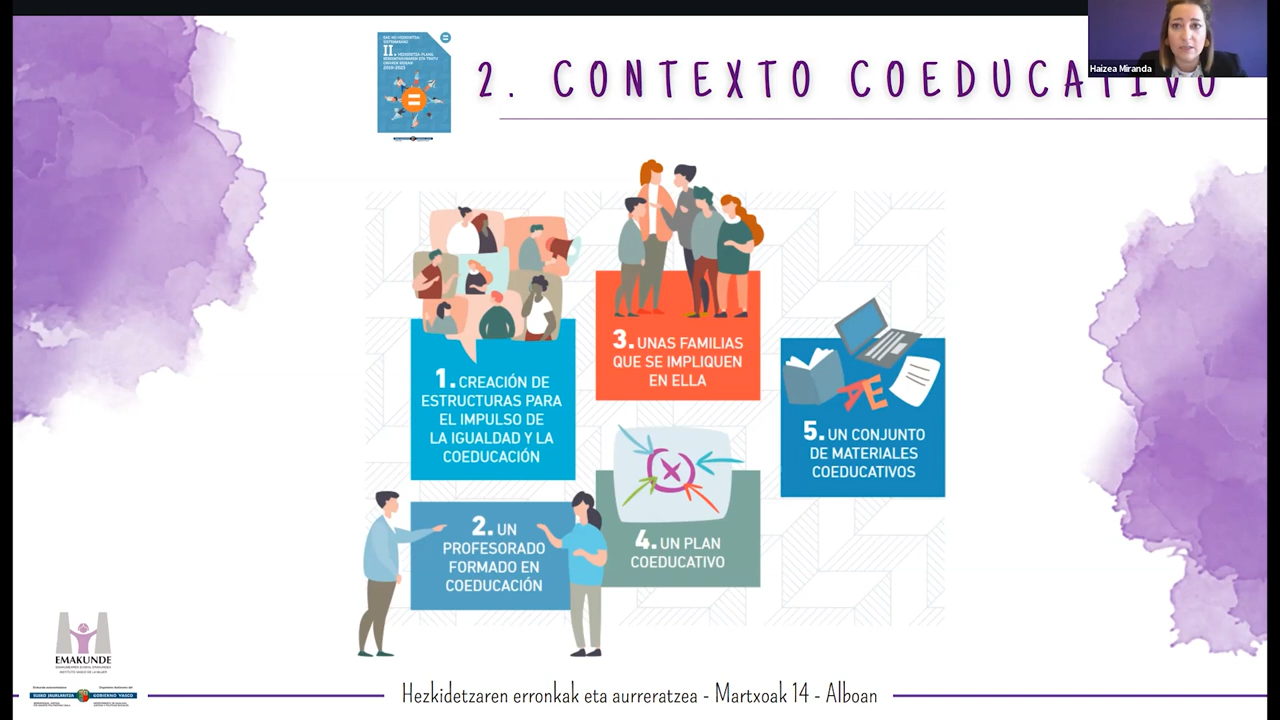 Haizea Miranda
II.
2. CONTEXTO COEDUCATIVO
1. CREACIÓN DE
ESTRUCTURAS PARA
EL IMPULSO DE
LA IGUALDAD Y LA
COEDUCACIÓN
3. UNAS FAMILIAS
QUE SE IMPLIQUEN
EN ELLA
5. UN CONJUNTO
DE MATERIALES
COEDUCATIVOS
AE
2. UN
PROFESORADO
FORMADO EN
COEDUCACIÓN
4. UN PLAN
COEDUCATIVO
EMAKUNDE
INSTITUTO VASCO DE LA MUJER
EUSKO JAURLARITZA GOBIERNO VASCO
eta aurreratzea - Martxoak 14 - Alboan